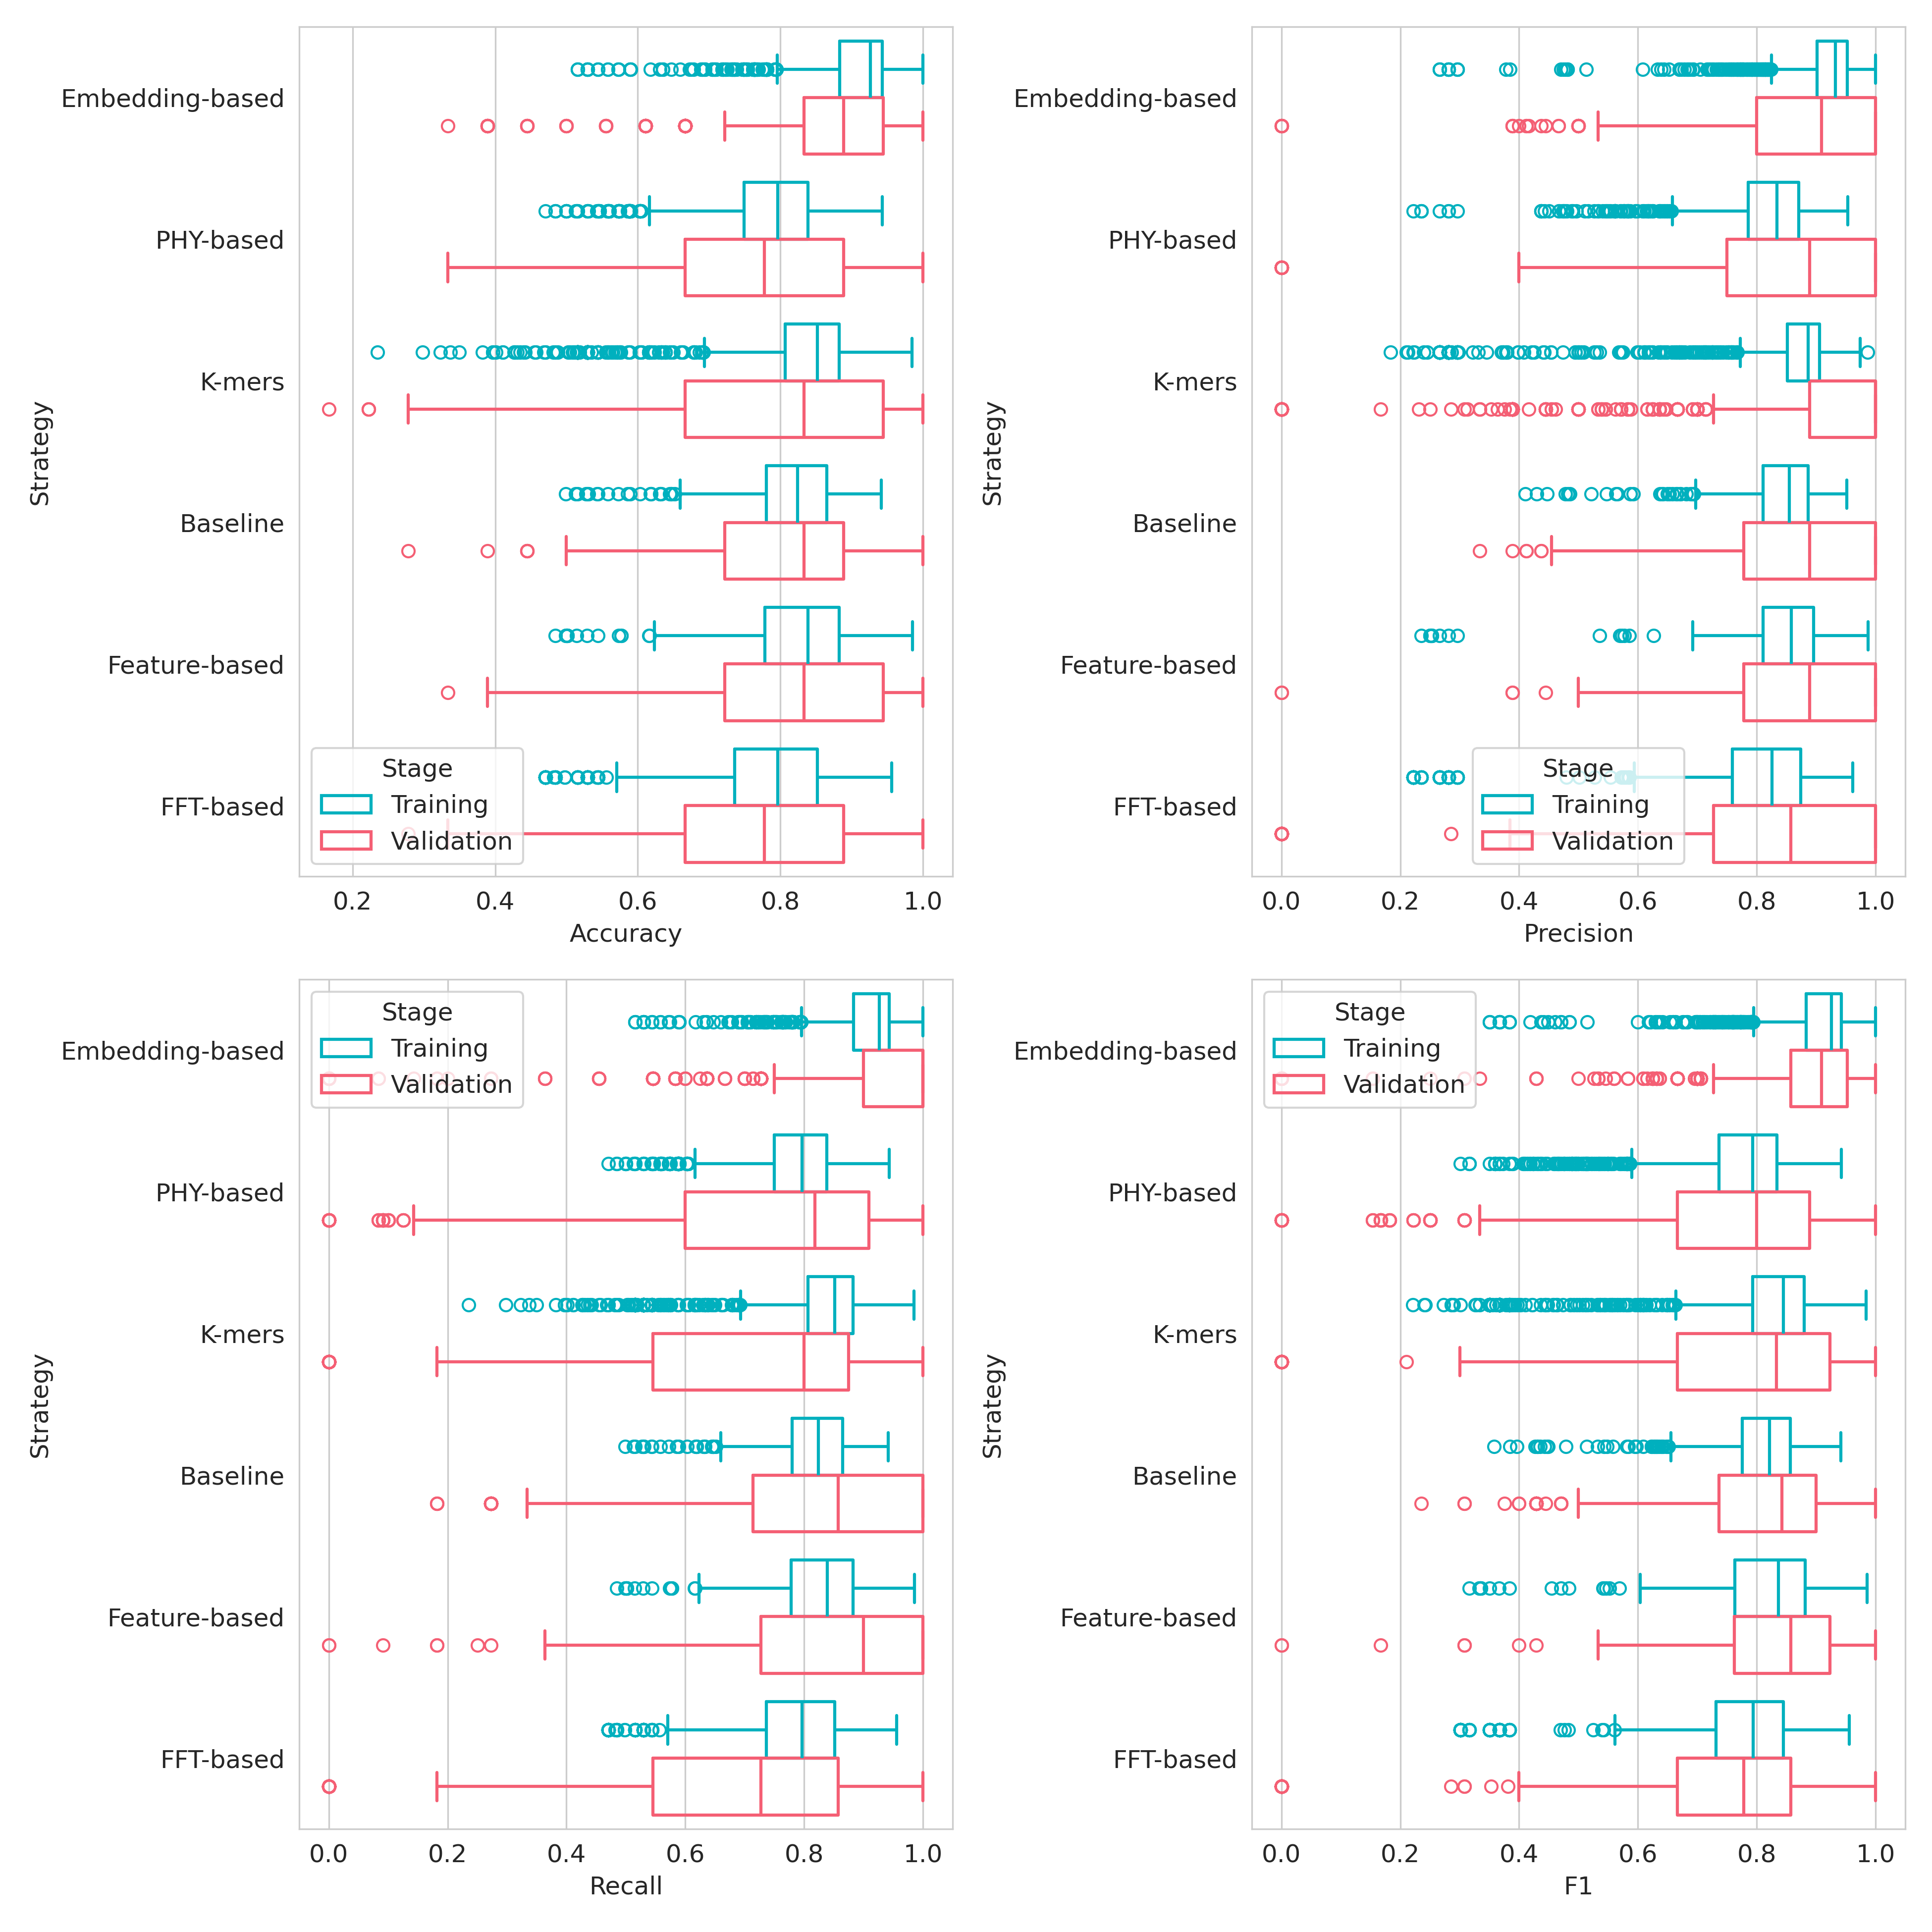 Strategy
Embedding-based
PHY-based
K-mers
Baseline
Feature-based
FFT-based
Stage
Training
Validation
0.2 0.4 0.6 0.8 1.0
Accuracy
Strategy
Embedding-based
PHY-based
K-mers
Baseline
Feature-based
FFT-based
Stage
Training
Validation
0.0 0.2 0.4 0.6 0.8 1.0
Precision
Strategy
Stage
Training
Validation
Embedding-based
PHY-based
K-mers
Baseline
Feature-based
FFT-based
0.0 0.2 0.4 0.6 0.8 1.0
Recall
Strategy
Stage
Training
Validation
Embedding-based
PHY-based
K-mers
Baseline
Feature-based
FFT-based
0.0 0.2 0.4 0.6 0.8 1.0
F1